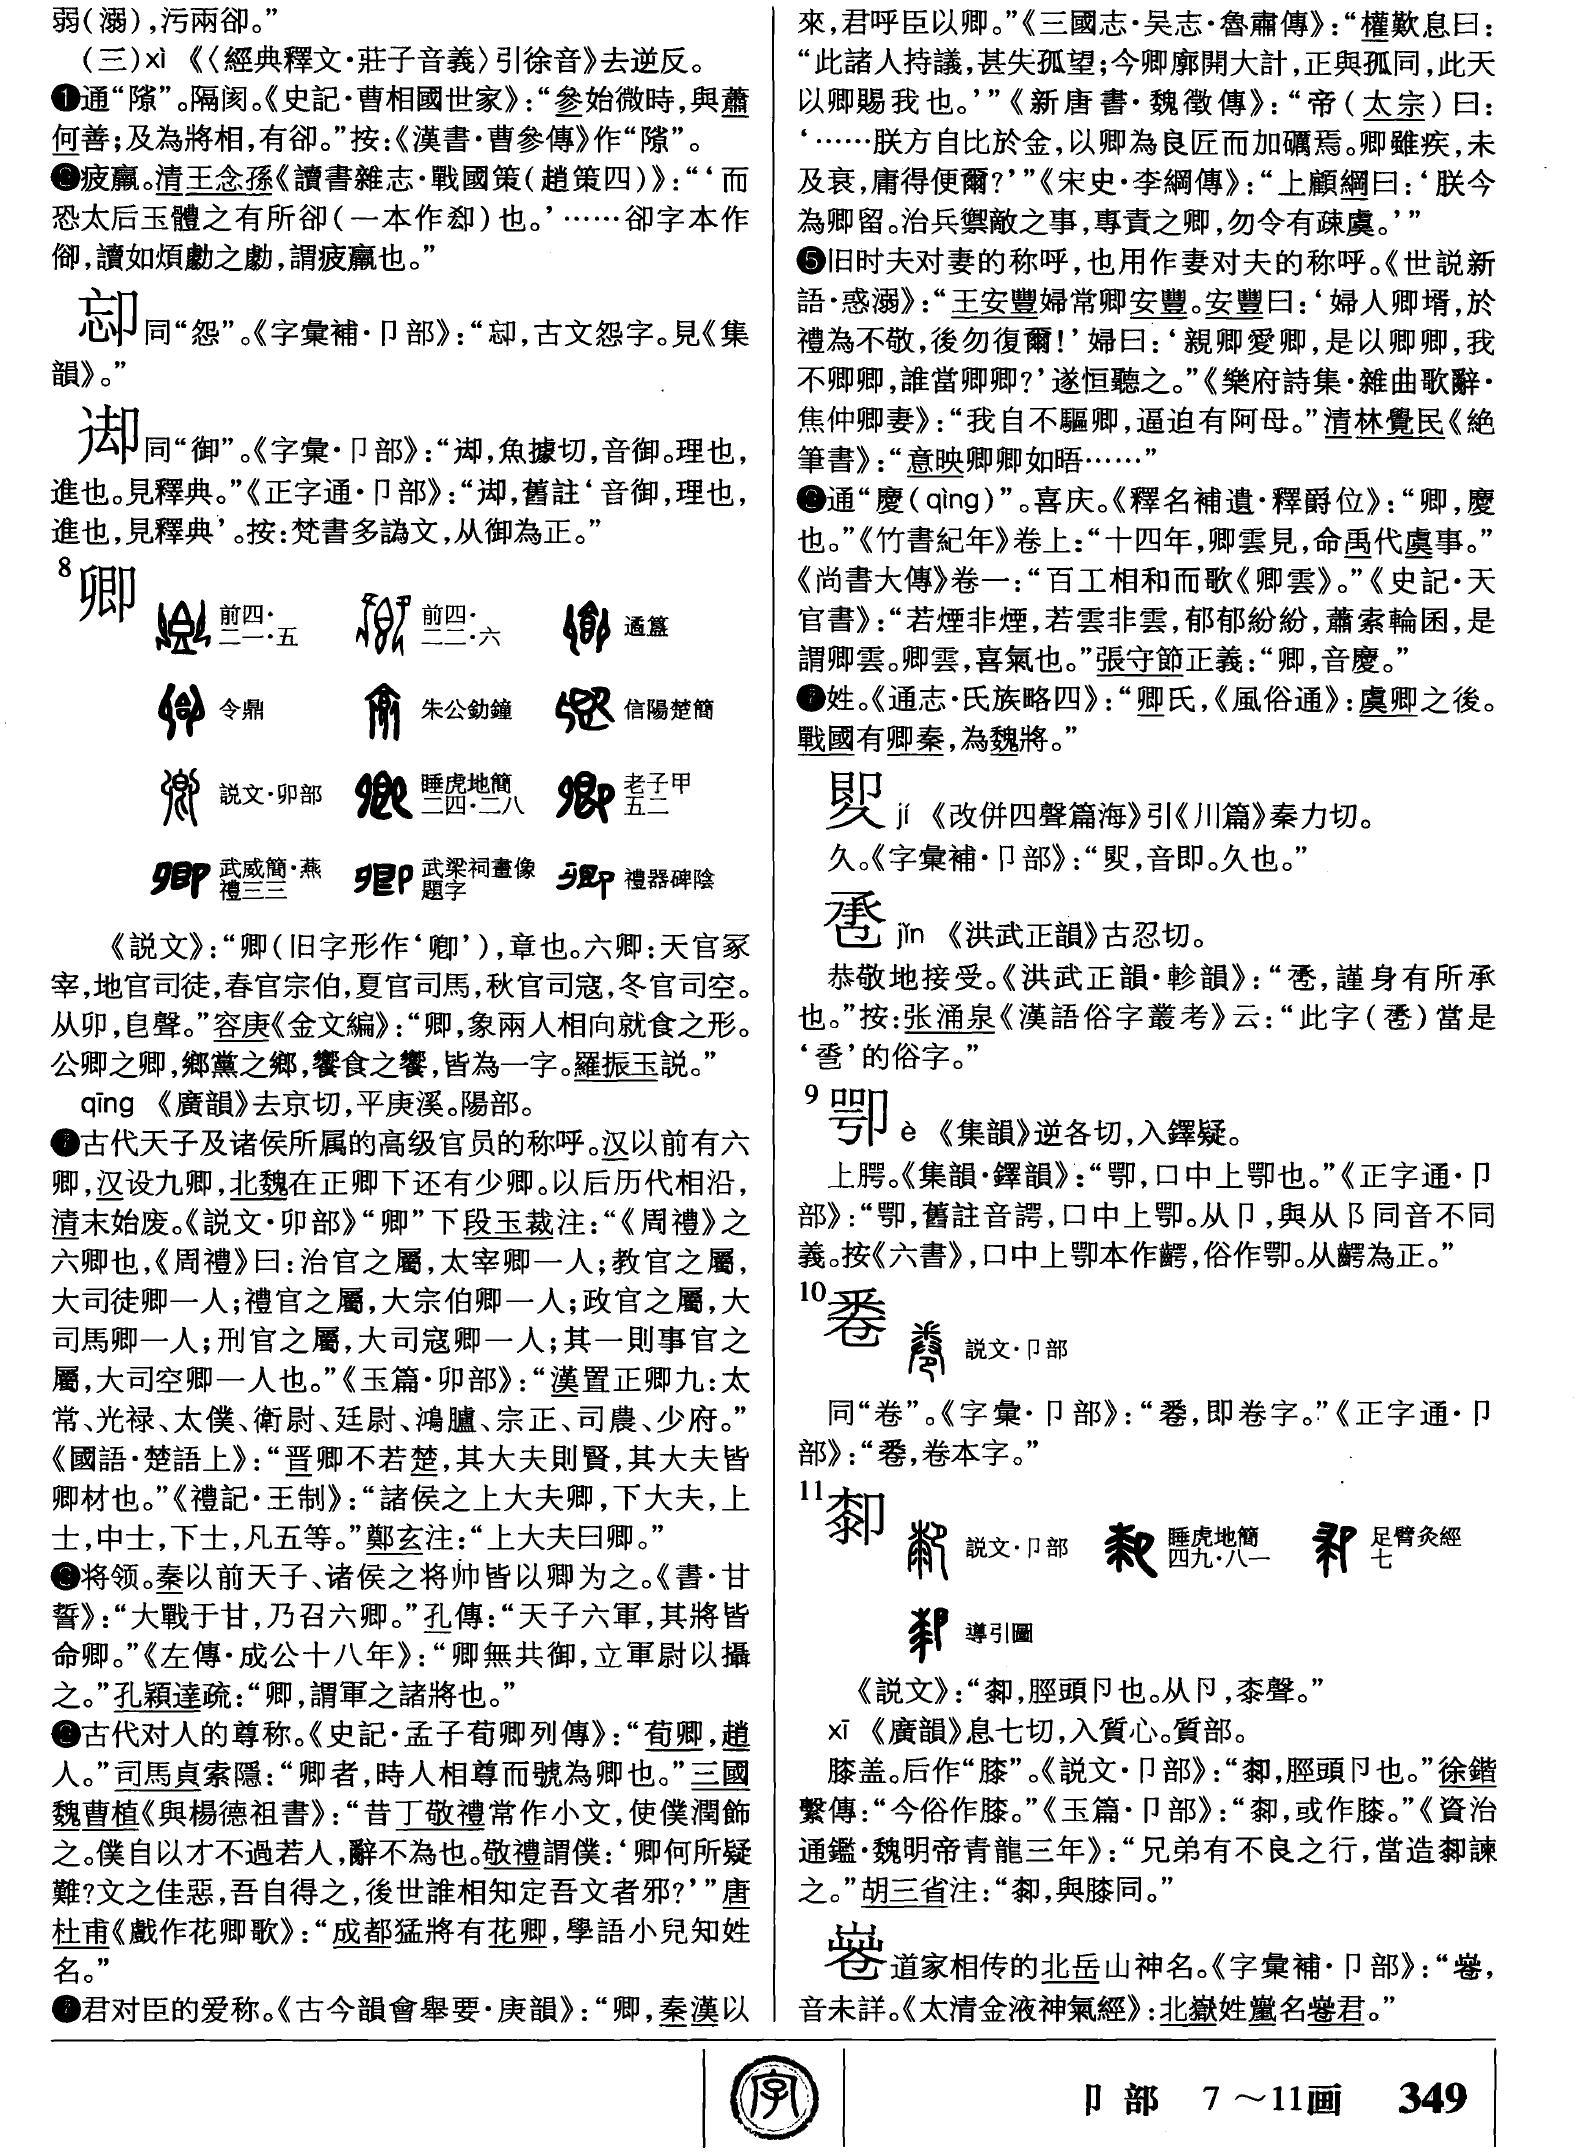 弱(溺),污兩卻。”
(三)xì 《〈經典釋文·莊子音義〉引徐音》去逆反。
❶通“隙”。隔阂。《史記·曹相國世家》:“參始微時,與蕭
何善;及為將相,有卻。”按:《漢書·曹參傳》作“隙”。
❷疲羸。清王念孫《讀書雜志·戰國策(趙策四)》:“‘而
恐太后玉體之有所卻(一本作郄)也。’……卻字本作
㕁,讀如煩勮之勮,謂疲羸也。”
同“怨”。《字彙補·卩部》:“ ,古文怨字。見《集
韻》。”
同“御”。《字彙·卩部》:“ ,魚據切,音御。理也,
進也。見釋典。”《正字通·卩部》:“ ,舊註‘音御,理也,
進也,見釋典’。按:梵書多譌文,从御為正。”
8 卿
前四·二一·五 前四·二二·六 通簋
令鼎 朱公釛鐘 信陽楚簡
説文·卯部 睡虎地簡二四·二八 老子甲五二
武威簡·燕禮三三 武梁祠畫像題字 禮器碑陰
《説文》:“卿(旧字形作‘ ’),章也。六卿:天官冢
宰,地官司徒,春官宗伯,夏官司馬,秋官司寇,冬官司空。
从卯,皀聲。”容庚《金文編》:“卿,象兩人相向就食之形。
公卿之卿,鄉黨之鄉,饗食之饗,皆為一字。羅振玉説。”
qīng 《廣韻》去京切,平庚溪。陽部。
❶古代天子及诸侯所属的高级官员的称呼。汉以前有六
卿,汉设九卿,北魏在正卿下还有少卿。以后历代相沿,
清末始废。《説文·卯部》“卿”下段玉裁注:“《周禮》之
六卿也,《周禮》曰:治官之屬,太宰卿一人;教官之屬,
大司徒卿一人;禮官之屬,大宗伯卿一人;政官之屬,大
司馬卿一人;刑官之屬,大司寇卿一人;其一則事官之
屬,大司空卿一人也。”《玉篇·卯部》:“漢置正卿九:太
常、光禄、太僕、衛尉、廷尉、鴻臚、宗正、司農、少府。”
《國語·楚語上》:“晋卿不若楚,其大夫則賢,其大夫皆
卿材也。”《禮記·王制》:“諸侯之上大夫卿,下大夫,上
士,中士,下士,凡五等。”鄭玄注:“上大夫曰卿。”
❷将领。秦以前天子、诸侯之将帅皆以卿为之。《書·甘
誓》:“大戰于甘,乃召六卿。”孔傳:“天子六軍,其將皆
命卿。”《左傳·成公十八年》:“卿無共御,立軍尉以攝
之。”孔穎達疏:“卿,謂軍之諸將也。”
❸古代对人的尊称。《史記·孟子荀卿列傳》:“荀卿,趙
人。”司馬貞索隱:“卿者,時人相尊而號為卿也。”三國
魏曹植《與楊德祖書》:“昔丁敬禮常作小文,使僕潤飾
之。僕自以才不過若人,辭不為也。敬禮謂僕:‘卿何所疑
難?文之佳惡,吾自得之,後世誰相知定吾文者邪?’”唐
杜甫《戲作花卿歌》:“成都猛將有花卿,學語小兒知姓
名。”
❹君对臣的爱称。《古今韻會舉要·庚韻》:“卿,秦漢以
來,君呼臣以卿。”《三國志·吴志·魯肅傳》:“權歎息曰:
“此諸人持議,甚失孤望;今卿廓開大計,正與孤同,此天
以卿賜我也。’”《新唐書·魏徵傳》:“帝(太宗)曰:
‘……朕方自比於金,以卿為良匠而加礪焉。卿雖疾,未
及衰,庸得便爾?’”《宋史·李綱傳》:“上顧綱曰:‘朕今
為卿留。治兵禦敵之事,專責之卿,勿令有疎虞。’”
❺旧时夫对妻的称呼,也用作妻对夫的称呼。《世説新
語·惑溺》:“王安豐婦常卿安豐。安豐曰:‘婦人卿壻,於
禮為不敬,後勿復爾!’婦曰:‘親卿愛卿,是以卿卿,我
不卿卿,誰當卿卿?’遂恒聽之。”《樂府詩集·雜曲歌辭·
焦仲卿妻》:“我自不驅卿,逼迫有阿母。”清林覺民《絶
筆書》:“意映卿卿如晤……”
❻通“慶(qìng)”。喜庆。《釋名補遺·釋爵位》:“卿,慶
也。”《竹書紀年》卷上:“十四年,卿雲見,命禹代虞事。”
《尚書大傳》卷一:“百工相和而歌《卿雲》。”《史記·天
官書》:“若煙非煙,若雲非雲,郁郁紛紛,蕭索輪囷,是
謂卿雲。卿雲,喜氣也。”張守節正義:“卿,音慶。”
❼姓。《通志·氏族略四》:“卿氏,《風俗通》:虞卿之後。
戰國有卿秦,為魏將。”
jí 《改併四聲篇海》引《川篇》秦力切。
久。《字彙補·卩部》:“ ,音即。久也。”
jǐn 《洪武正韻》古忍切。
恭敬地接受。《洪武正韻·軫韻》:“ ,謹身有所承
也。”按:张涌泉《漢語俗字叢考》云:“此字( )當是
‘巹’的俗字。”
9 卾
è 《集韻》逆各切,入鐸疑。
上腭。《集韻·鐸韻》:“卾,口中上卾也。”《正字通·卩
部》:“卾,舊註音諤,口中上卾。从卩,與从阝同音不同
義。按《六書》,口中上卾本作齶,俗作卾。从齶為正。”
10
説文·卩部
同“卷”。《字彙·卩部》:“ ,即卷字。”《正字通·卩
部》:“ ,卷本字。”
11 厀
説文·卩部 睡虎地簡四九·八一 足臂灸經七
導引圖
《説文》:“厀,脛頭卪也。从卪,桼聲。”
xī 《廣韻》息七切,入質心。質部。
膝盖。后作“膝”。《説文·卩部》:“厀,脛頭卪也。”徐鍇
繫傳:“今俗作膝。”《玉篇·卩部》:“厀,或作膝。”《資治
通鑑·魏明帝青龍三年》:“兄弟有不良之行,當造厀諫
之。”胡三省注:“厀,與膝同。”
道家相传的北岳山神名。《字彙補·卩部》:“ ,
音未詳。《太清金液神氣經》:北嶽姓 名 君。”
字
卩部 7～11画 349